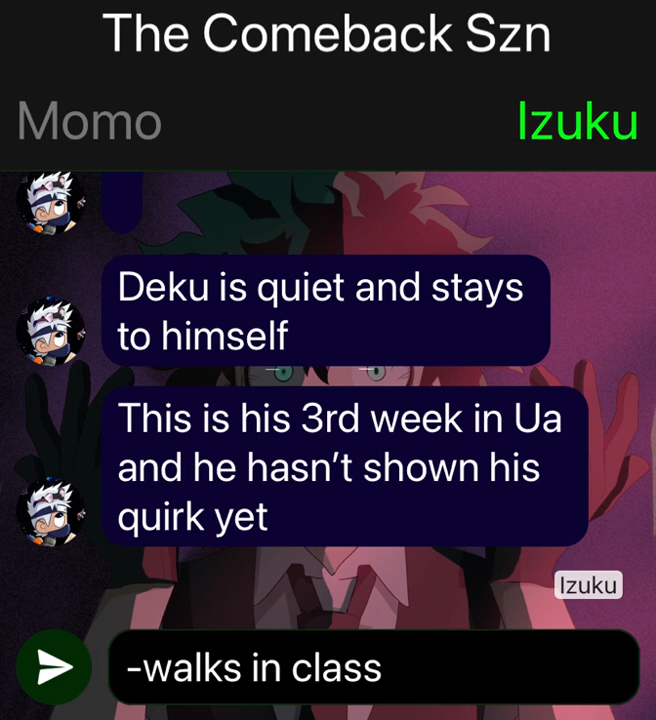 The Comeback Szn
Momo
Izuku
Deku is quiet and stays
to himself
This is his 3rd week in Ua
and he hasn't shown his
quirk yet
Izuku
-walks in class